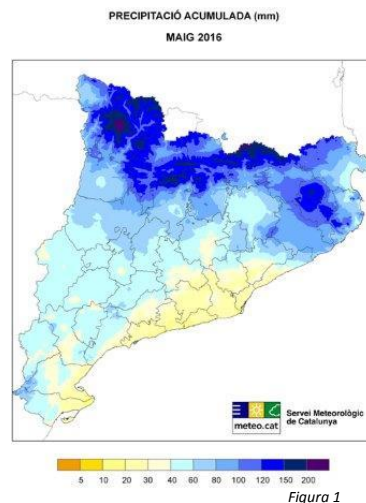 PRECIPITACIÓ ACUMULADA (mm)
MAIG 2016
meteo.cat
Servei Meteorològic
de Catalunya
5 10 20 30 40 60 80 100 120 150 200
Figura 1